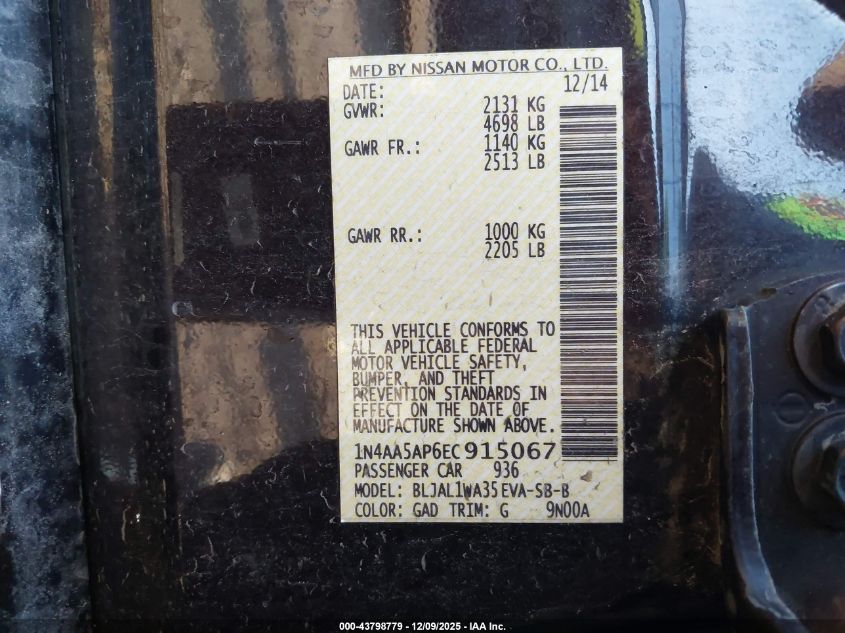 MFD BY NISSAN MOTOR CO., LTD.
DATE: 12/14
GVWR: 2131 KG
4698 LB
GAWR FR.: 1140 KG
2513 LB
GAWR RR.: 1000 KG
2205 LB
THIS VEHICLE CONFORMS TO
ALL APPLICABLE FEDERAL
MOTOR VEHICLE SAFETY,
BUMPER, AND THEFT
PREVENTION STANDARDS IN
EFFECT ON THE DATE OF
MANUFACTURE SHOWN ABOVE.
1N4AA5AP6EC915067
PASSENGER CAR 936
MODEL: BLJAL1WA35EVA-SB-B
COLOR: GAD TRIM: G 9N00A
000-43798779 - 12/09/2025 - IAA Inc.